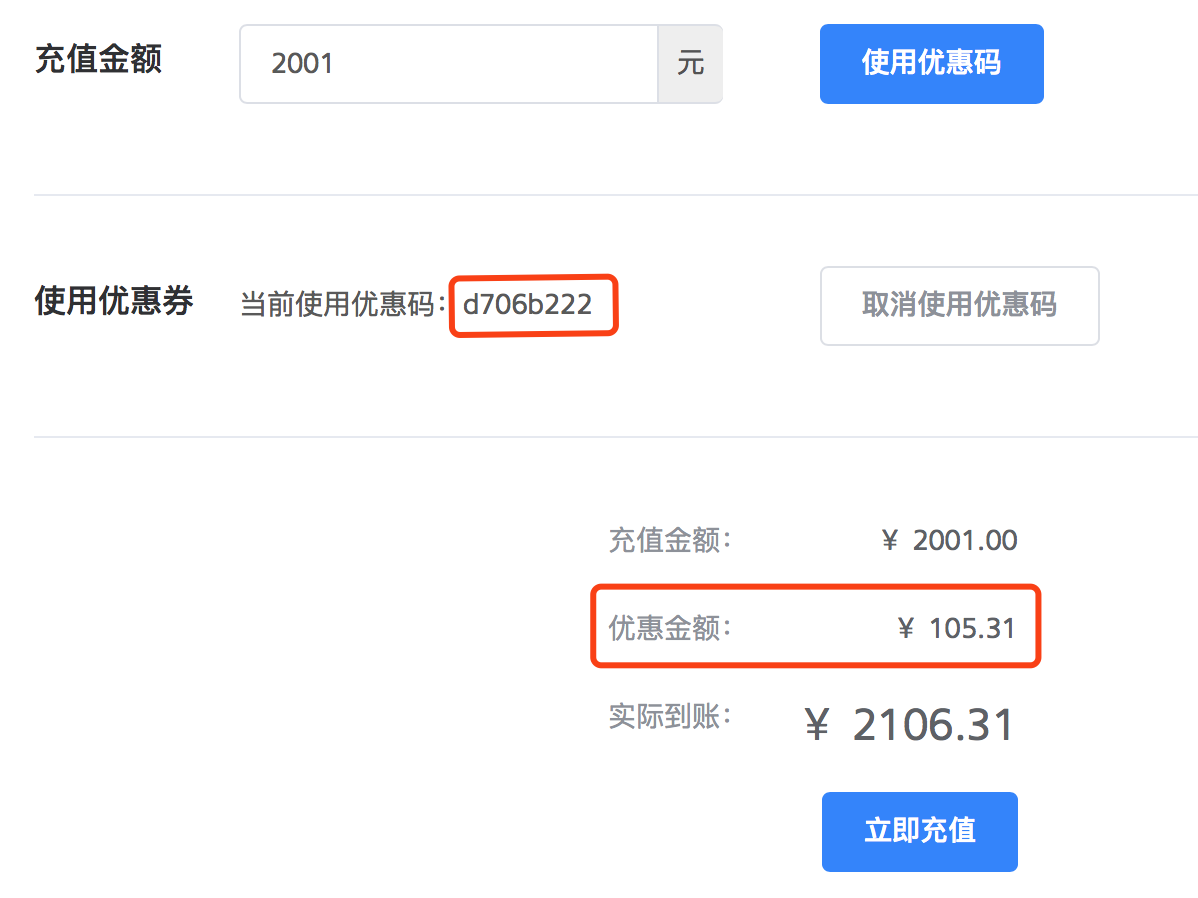 充值金额 2001 元 使用优惠码
使用优惠券 当前使用优惠码：d706b222 取消使用优惠码
充值金额： ¥ 2001.00
优惠金额： ¥ 105.31
实际到账： ¥ 2106.31
立即充值